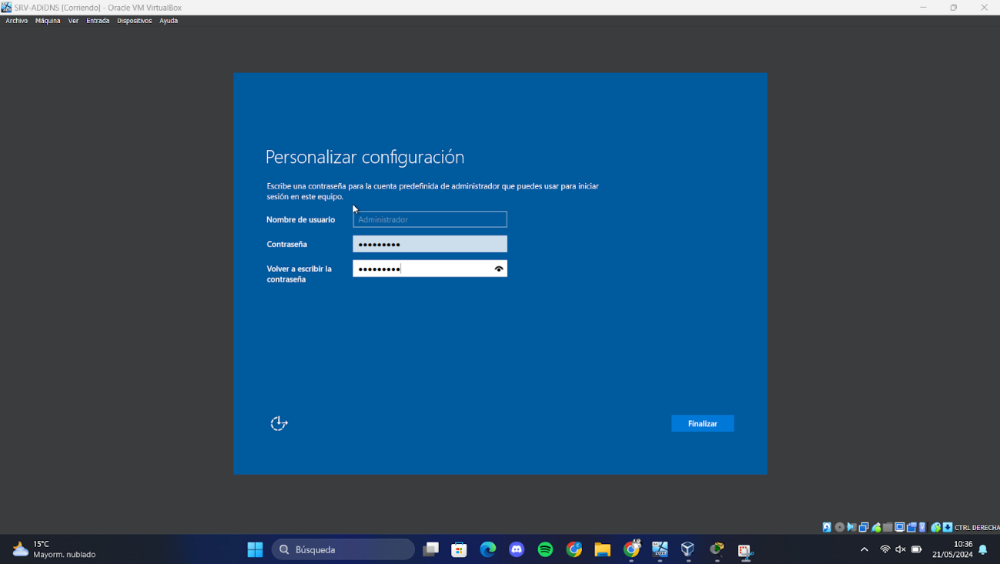 SRV-ADiDNS [Corriendo] - Oracle VM VirtualBox
Archivo Máquina Ver Entrada Dispositivos Ayuda
Personalizar configuración
Escribe una contraseña para la cuenta predefinida de administrador que puedes usar para iniciar
sesión en este equipo.
Nombre de usuario Administrador
Contraseña •••••••••
Volver a escribir la •••••••••
contraseña
Finalizar
CTRL DERECHA
15°C
Mayorm. nublado
Búsqueda
2019
10:36
21/05/2024